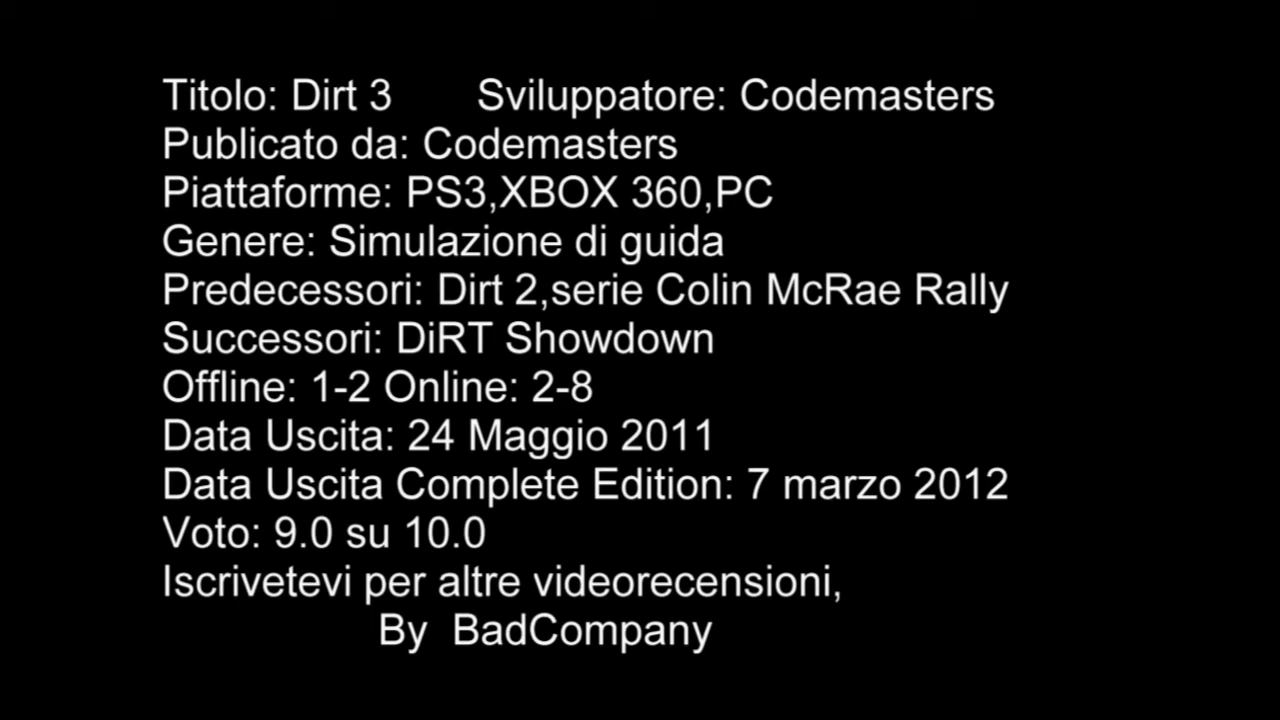 Titolo: Dirt 3 Sviluppatore: Codemasters
Publicato da: Codemasters
Piattaforme: PS3,XBOX 360,PC
Genere: Simulazione di guida
Predecessori: Dirt 2,serie Colin McRae Rally
Successori: DiRT Showdown
Offline: 1-2 Online: 2-8
Data Uscita: 24 Maggio 2011
Data Uscita Complete Edition: 7 marzo 2012
Voto: 9.0 su 10.0
Iscrivetevi per altre videorecensioni,
By BadCompany